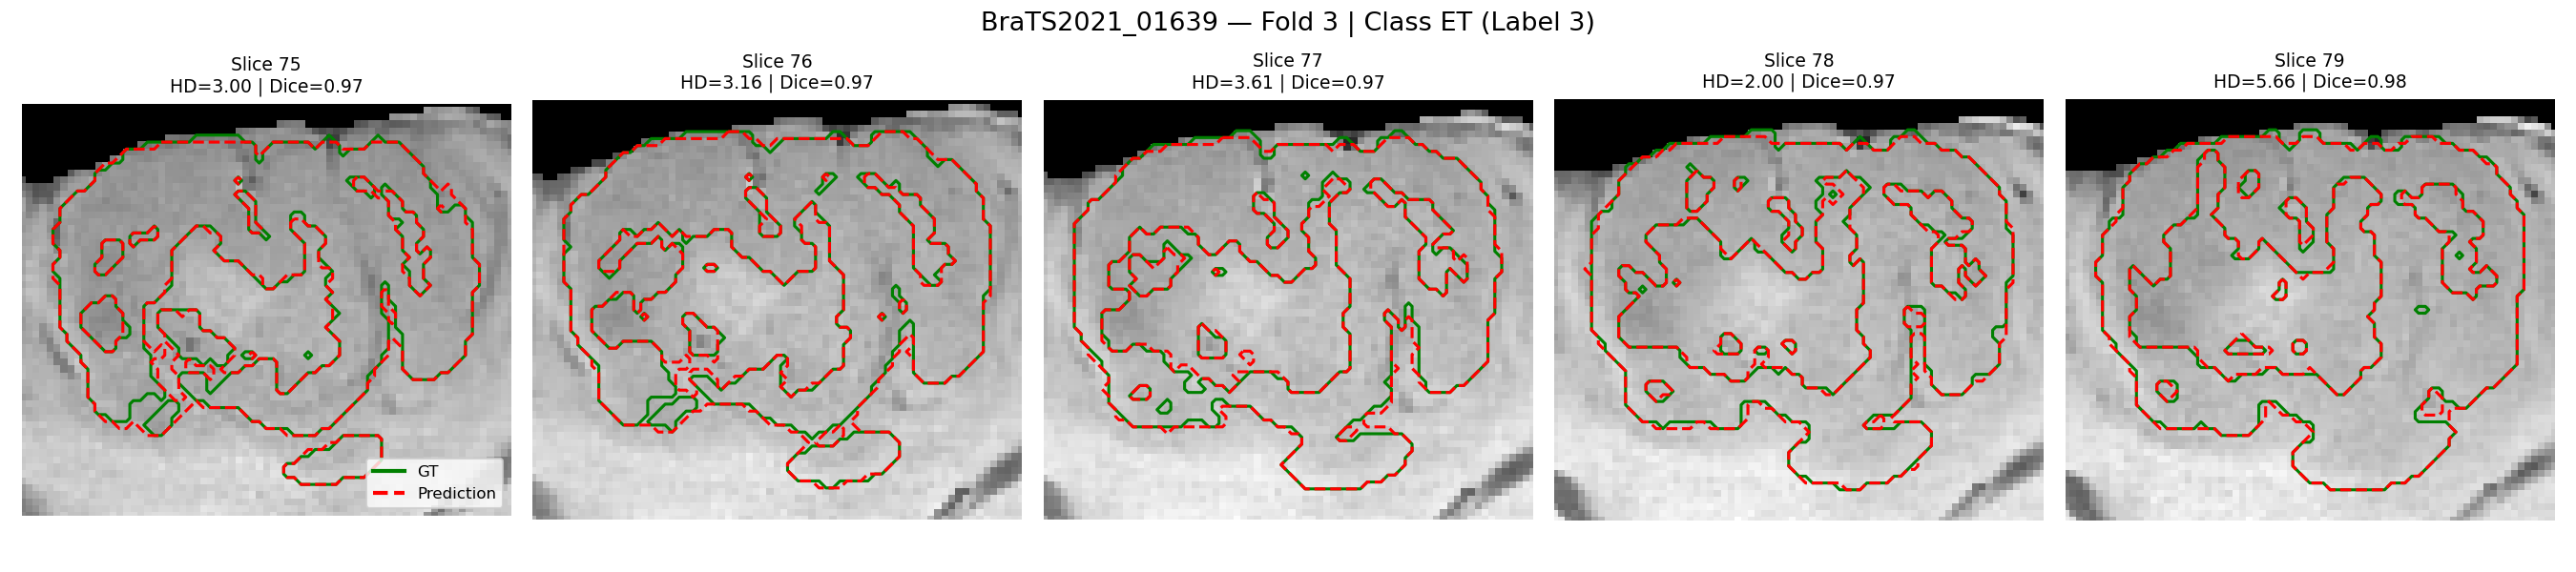 BraTS2021_01639 — Fold 3 | Class ET (Label 3)
Slice 75
HD=3.00 | Dice=0.97
Slice 76
HD=3.16 | Dice=0.97
Slice 77
HD=3.61 | Dice=0.97
Slice 78
HD=2.00 | Dice=0.97
Slice 79
HD=5.66 | Dice=0.98
GT
Prediction